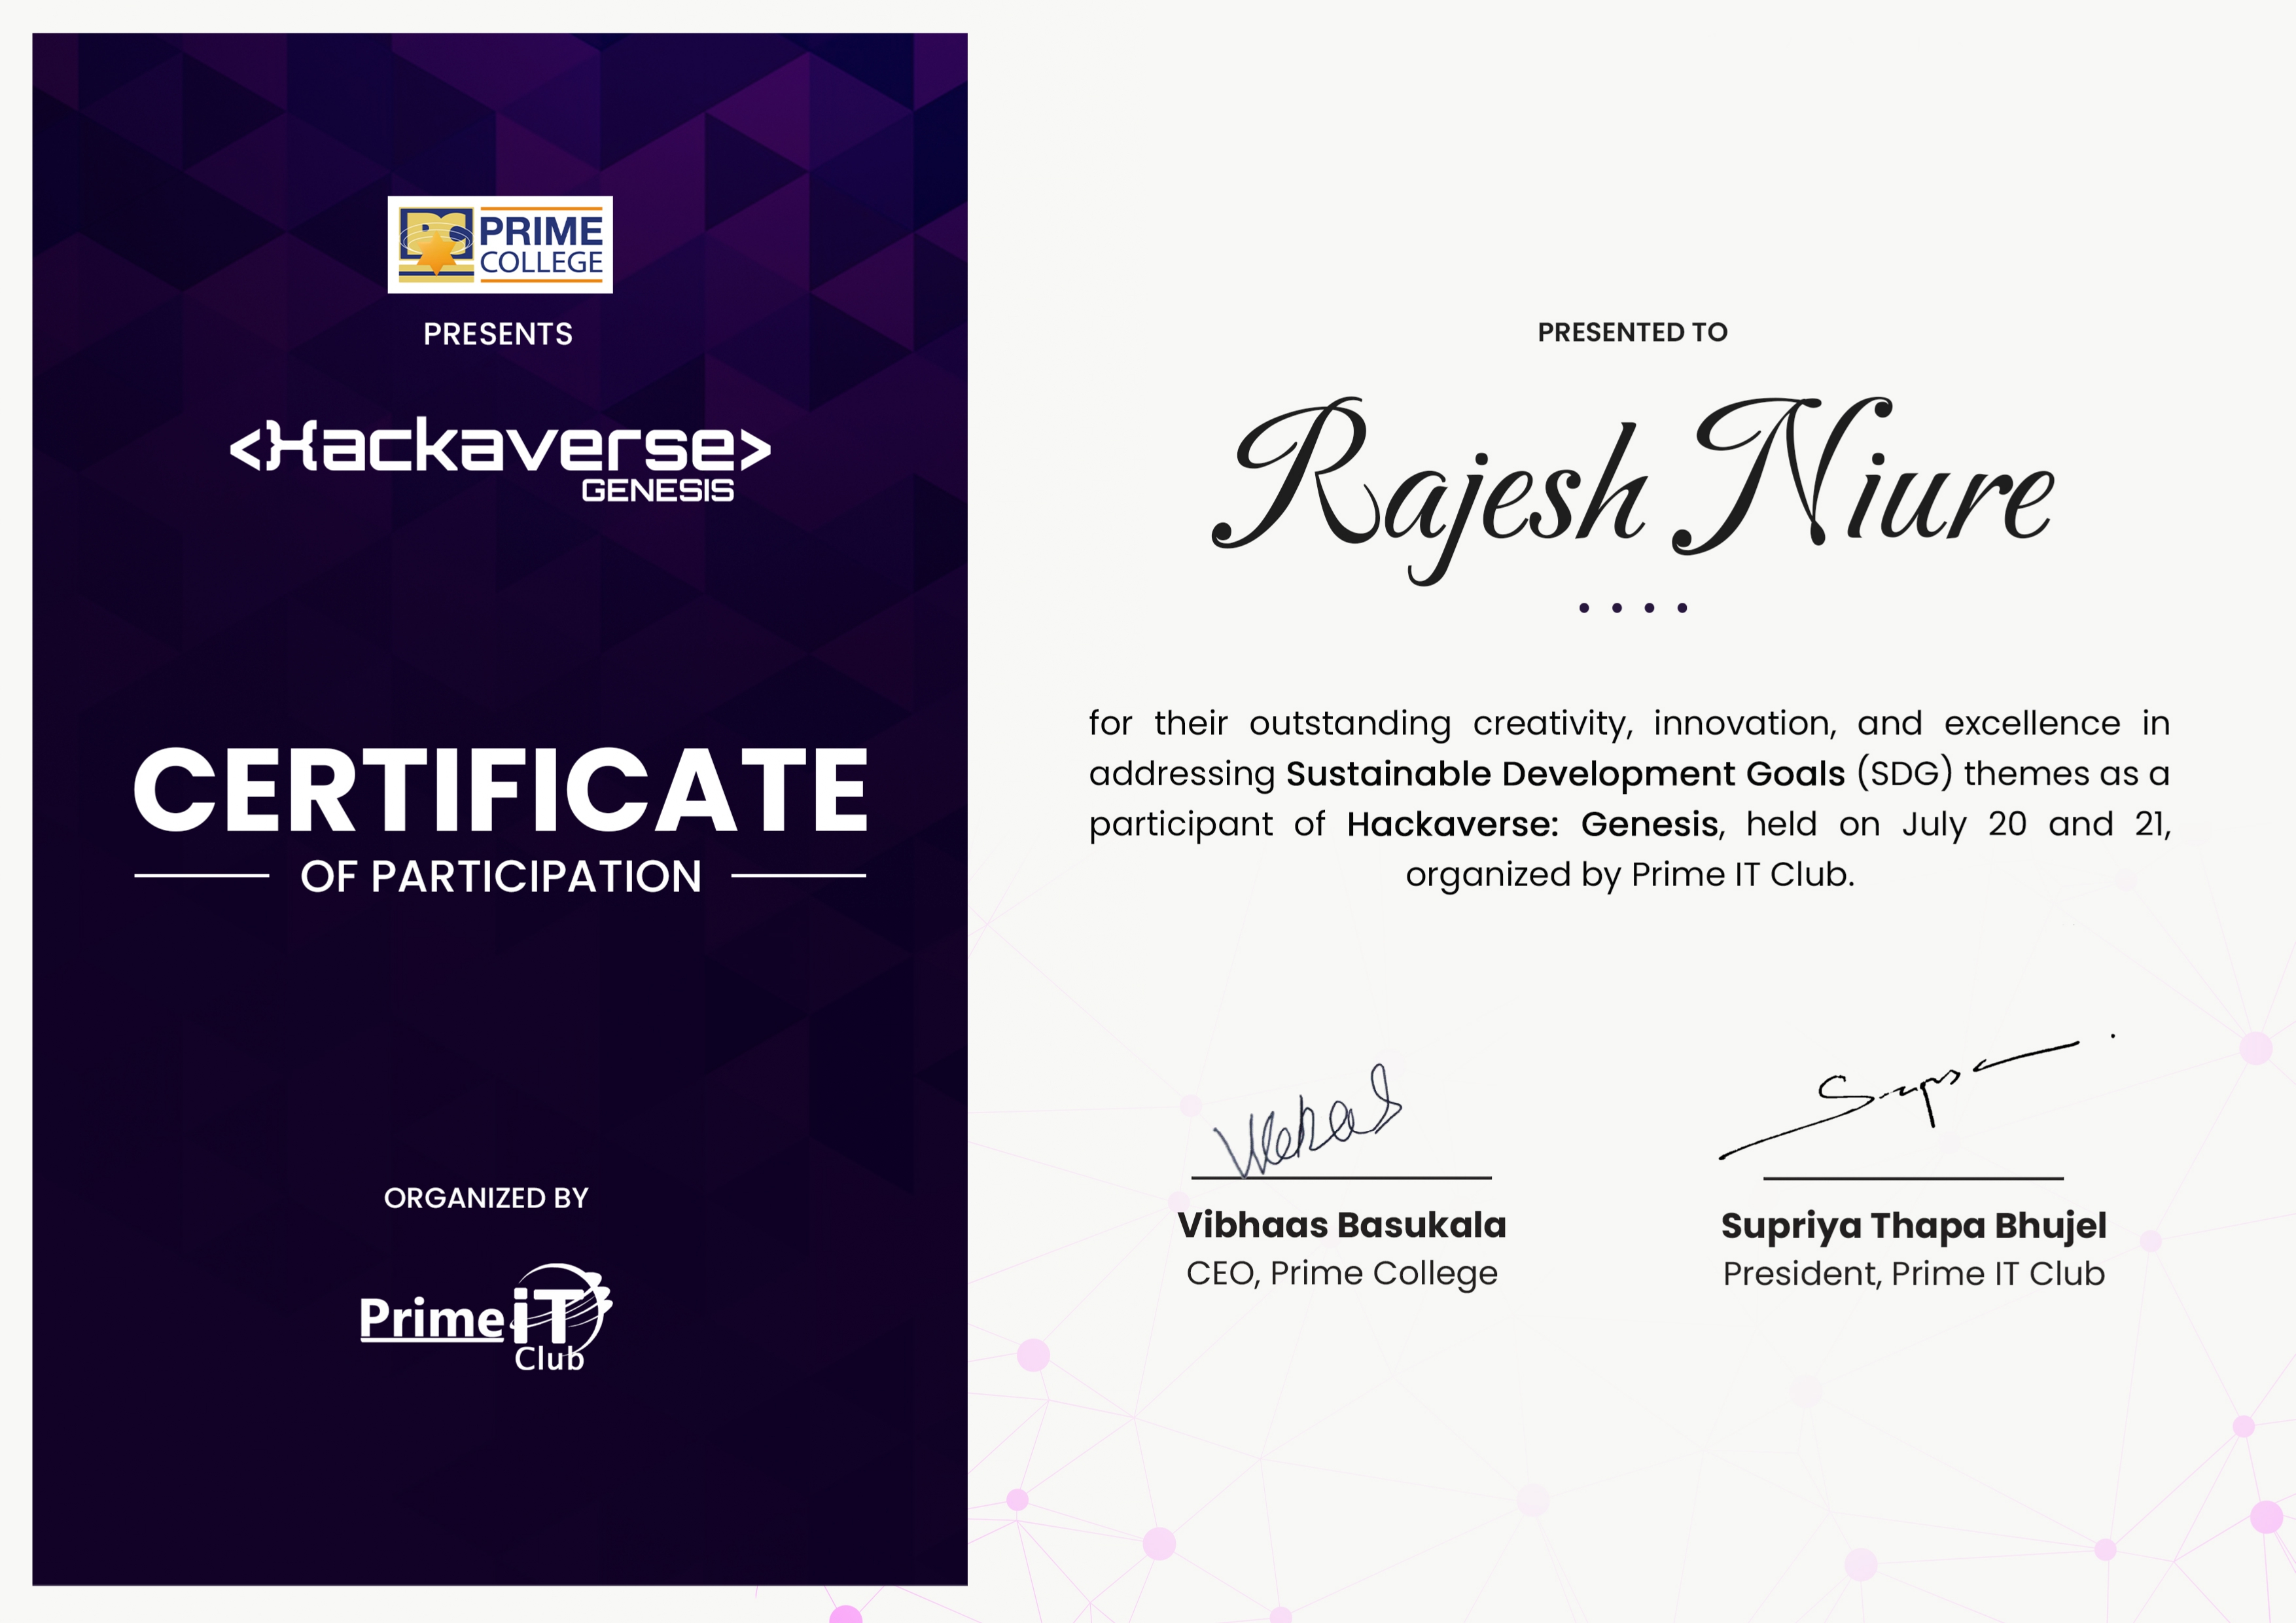 PRIME
COLLEGE
PRESENTS
<Hackaverse>
GENESIS
CERTIFICATE
OF PARTICIPATION
ORGANIZED BY
Prime iT
Club
PRESENTED TO
Rajesh Niure
for their outstanding creativity, innovation, and excellence in
addressing Sustainable Development Goals (SDG) themes as a
participant of Hackaverse: Genesis, held on July 20 and 21,
organized by Prime IT Club.
Vibhaas Basukala
CEO, Prime College
Supriya Thapa Bhujel
President, Prime IT Club